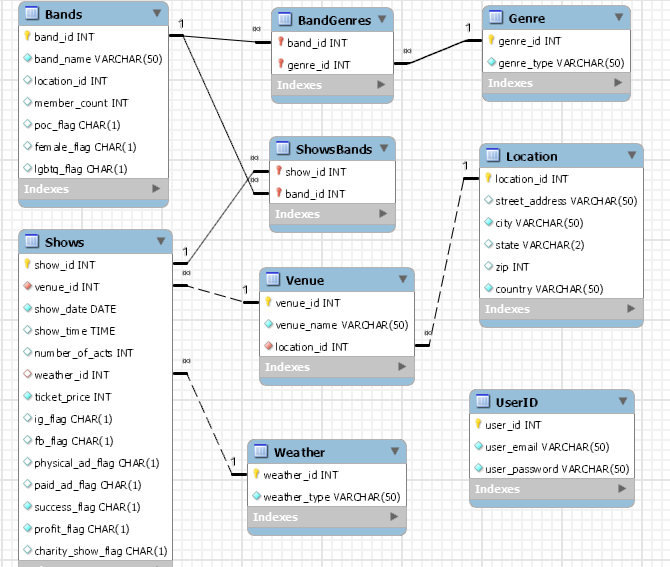 Bands
band_id INT
band_name VARCHAR(50)
location_id INT
member_count INT
poc_flag CHAR(1)
female_flag CHAR(1)
lgbtq_flag CHAR(1)
Indexes
1
∞
BandGenres
band_id INT
genre_id INT
Indexes
∞
1
Genre
genre_id INT
genre_type VARCHAR(50)
Indexes
∞
∞
ShowsBands
show_id INT
band_id INT
Indexes
1
Location
location_id INT
street_address VARCHAR(50)
city VARCHAR(50)
state VARCHAR(2)
zip INT
country VARCHAR(50)
Indexes
Shows
show_id INT
venue_id INT
show_date DATE
show_time TIME
number_of_acts INT
weather_id INT
ticket_price INT
ig_flag CHAR(1)
fb_flag CHAR(1)
physical_ad_flag CHAR(1)
paid_ad_flag CHAR(1)
success_flag CHAR(1)
profit_flag CHAR(1)
charity_show_flag CHAR(1)
1
∞
1
Venue
venue_id INT
venue_name VARCHAR(50)
location_id INT
Indexes
∞
∞
1
Weather
weather_id INT
weather_type VARCHAR(50)
Indexes
UserID
user_id INT
user_email VARCHAR(50)
user_password VARCHAR(50)
Indexes